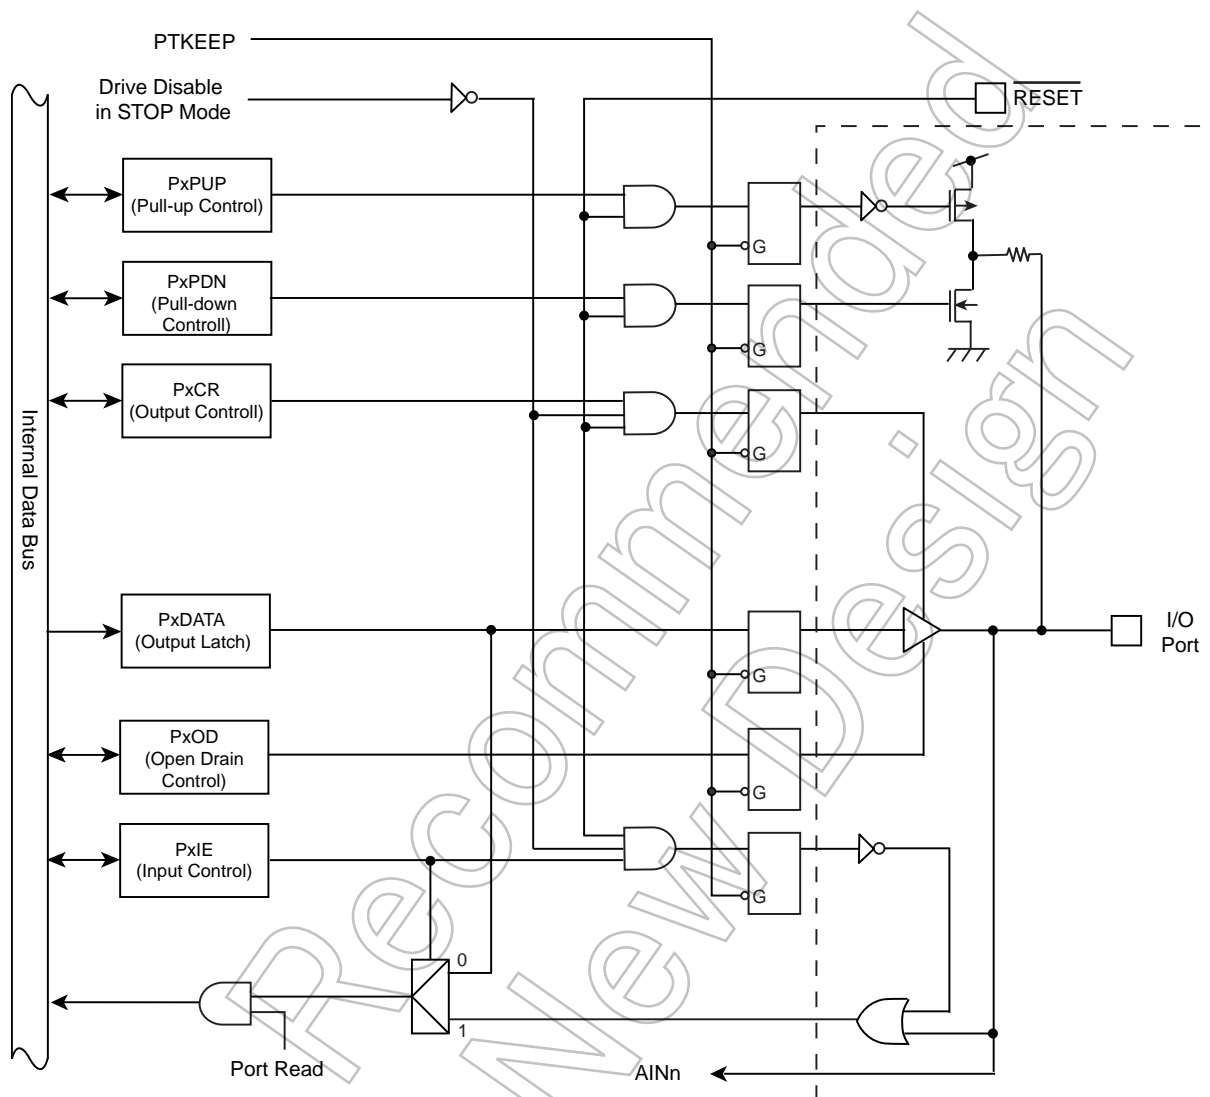 PTKEEP
Drive Disable
in STOP Mode
RESET
PxPUP
(Pull-up Control)
G
PxPDN
(Pull-down
Controll)
G
PxCR
(Output Controll)
G
Internal Data Bus
PxDATA
(Output Latch)
G
I/O
Port
PxOD
(Open Drain
Control)
G
PxIE
(Input Control)
G
0
1
Port Read
AINn
Recommended
New Design